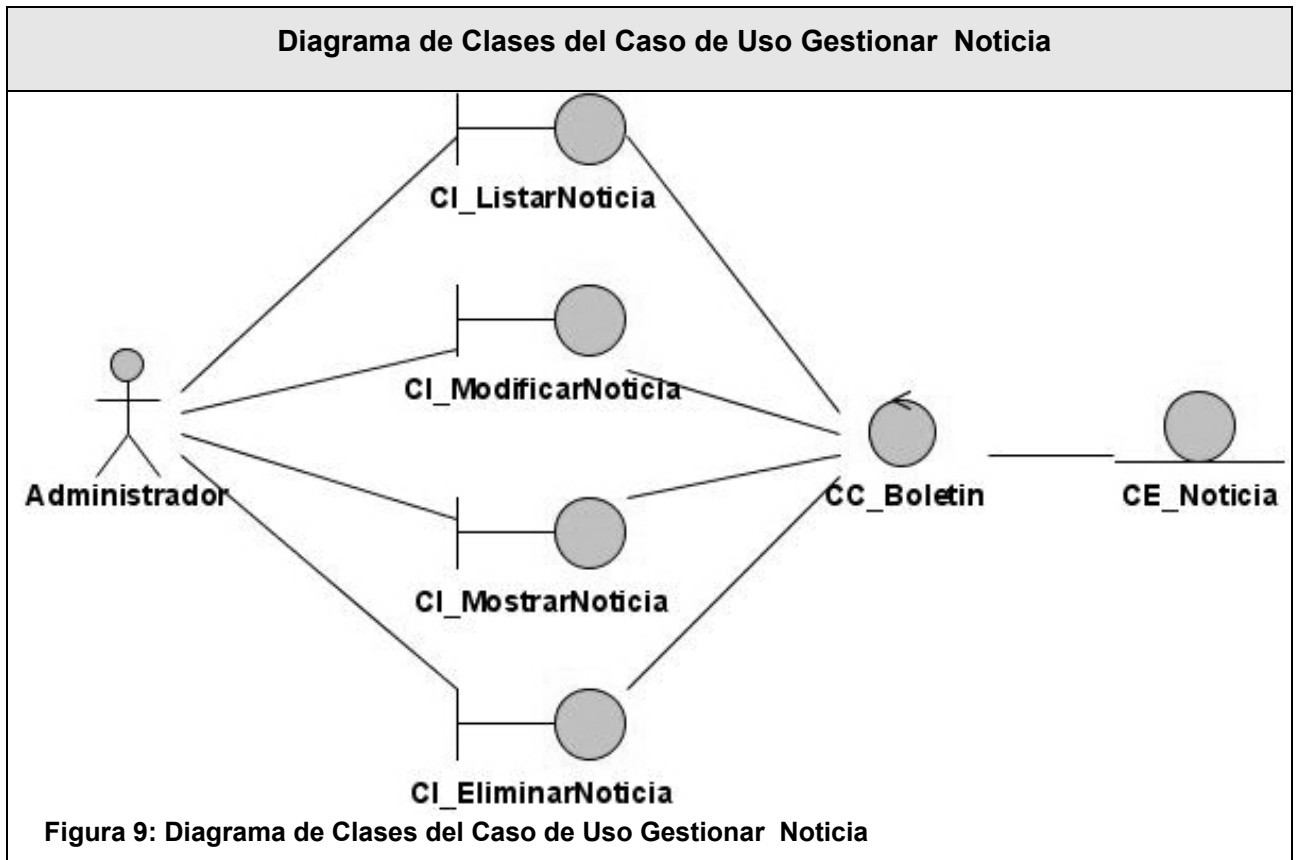 Diagrama de Clases del Caso de Uso Gestionar  Noticia
CI_ListarNoticia
CI_ModificarNoticia
Administrador
CC_Boletin
CE_Noticia
CI_MostrarNoticia
CI_EliminarNoticia
Figura 9: Diagrama de Clases del Caso de Uso Gestionar  Noticia